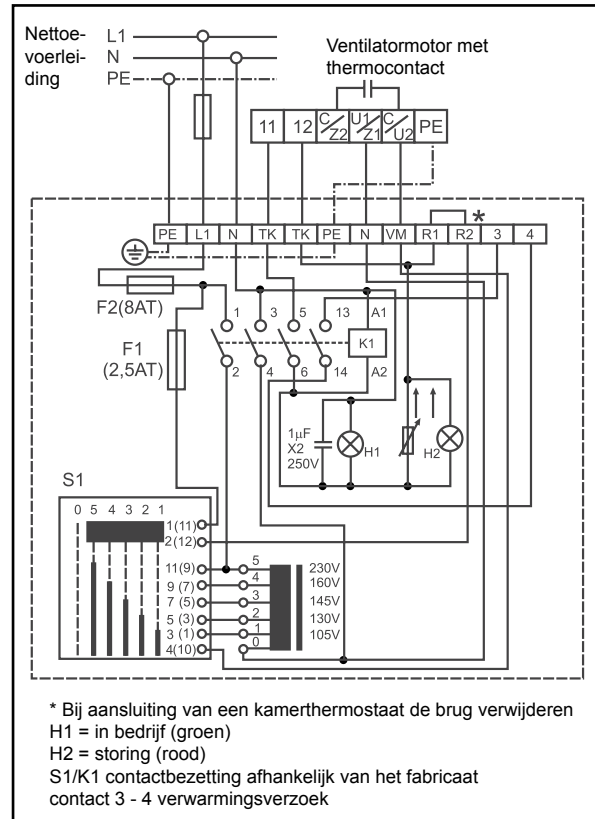 Nettoe-
voerlei-
ding
L1
N
PE
Ventilatormotor met
thermocontact
11 12 C/Z2 U1/Z1 C/U2 PE
PE L1 N TK TK PE N VM R1 R2 * 3 4
F2(8AT)
F1
(2,5AT)
1 3 5 13 A1
K1
2 4 6 14 A2
1µF
X2
250V
H1
H2
S1
0 5 4 3 2 1
1(11)
2(12)
11(9) 5 230V
9 (7) 4 160V
7 (5) 3 145V
5 (3) 2 130V
3 (1) 1 105V
4(10) 0
* Bij aansluiting van een kamerthermostaat de brug verwijderen
H1 = in bedrijf (groen)
H2 = storing (rood)
S1/K1 contactbezetting afhankelijk van het fabricaat
contact 3 - 4 verwarmingsverzoek